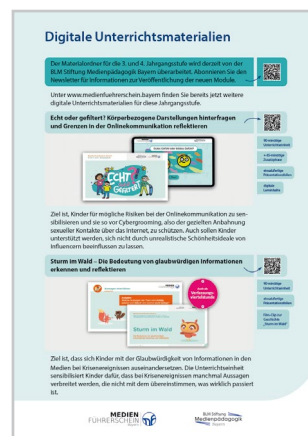 Digitale Unterrichtsmaterialien
Der Materialordner für die 3. und 4. Jahrgangsstufe wird derzeit von der
BLM Stiftung Medienpädagogik Bayern überarbeitet. Abonnieren Sie den
Newsletter für Informationen zur Veröffentlichung der neuen Module.
Unter www.medienfuehrerschein.bayern finden Sie bereits jetzt weitere
digitale Unterrichtsmaterialien für diese Jahrgangsstufe.
Echt oder gefiltert? Körperbezogene Darstellungen hinterfragen
und Grenzen in der Onlinekommunikation reflektieren
ECHT?
Gefiltert?
Ziel ist, Kinder für mögliche Risiken bei der Onlinekommunikation zu sen-
sibilisieren und sie so vor Cybergrooming, also der gezielten Anbahnung
sexueller Kontakte über das Internet, zu schützen. Auch sollen Kinder
unterstützt werden, sich nicht durch unrealistische Schönheitsideale von
Influencern beeinflussen zu lassen.
Sturm im Wald – Die Bedeutung von glaubwürdigen Informationen
erkennen und reflektieren
Verfassungs-
viertelstunde
Sturm im Wald
Ziel ist, dass sich Kinder mit der Glaubwürdigkeit von Informationen in den
Medien bei Krisenereignissen auseinandersetzen. Die Unterrichtseinheit
sensibilisiert Kinder dafür, dass bei Krisenereignissen manchmal Aussagen
verbreitet werden, die nicht mit dem übereinstimmen, was wirklich passiert
ist.
MEDIEN
FÜHRERSCHEIN
BLM Stiftung
Medienpädagogik